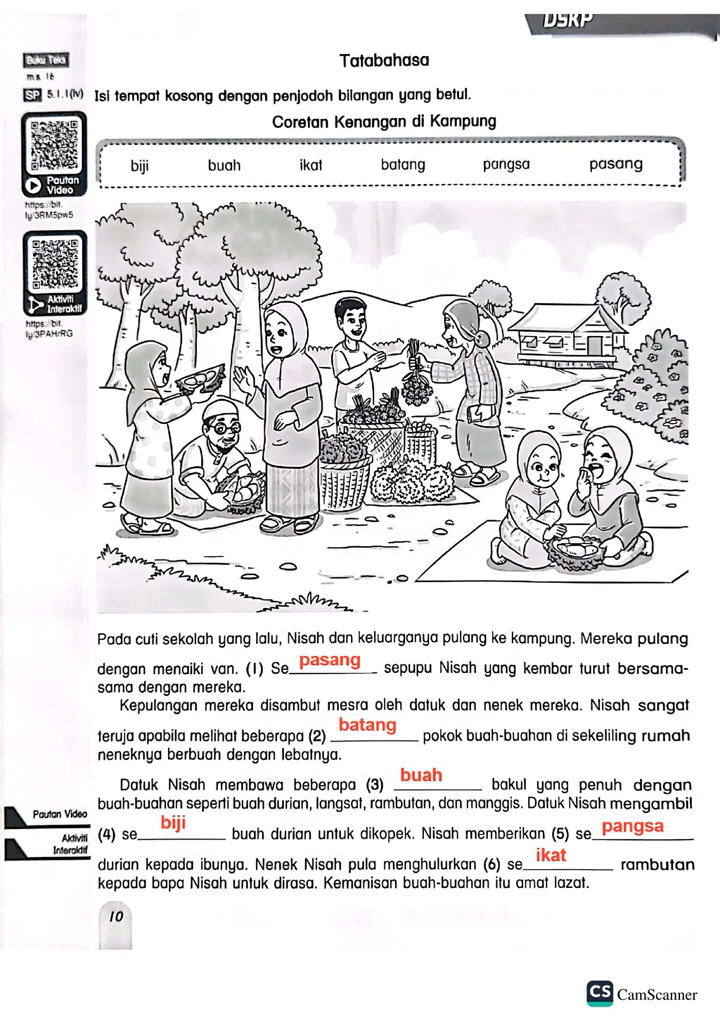 DSKP
Buku Teks
m.s. 16
SP 5.1.1(iv)
Tatabahasa
Isi tempat kosong dengan penjodoh bilangan yang betul.
Coretan Kenangan di Kampung
biji buah ikat batang pangsa pasang
Pautan
Video
https://bit.
ly/3RM5pw5
Aktiviti
Interaktif
https://bit.
ly/3PAHrRG
Pada cuti sekolah yang lalu, Nisah dan keluarganya pulang ke kampung. Mereka pulang
dengan menaiki van. (1) Se pasang sepupu Nisah yang kembar turut bersama-
sama dengan mereka.
Kepulangan mereka disambut mesra oleh datuk dan nenek mereka. Nisah sangat
teruja apabila melihat beberapa (2) batang pokok buah-buahan di sekeliling rumah
neneknya berbuah dengan lebatnya.
Datuk Nisah membawa beberapa (3) buah bakul yang penuh dengan
buah-buahan seperti buah durian, langsat, rambutan, dan manggis. Datuk Nisah mengambil
(4) se biji buah durian untuk dikopek. Nisah memberikan (5) se pangsa
durian kepada ibunya. Nenek Nisah pula menghulurkan (6) se ikat rambutan
kepada bapa Nisah untuk dirasa. Kemanisan buah-buahan itu amat lazat.
Pautan Video
Aktiviti
Interaktif
10
CS CamScanner